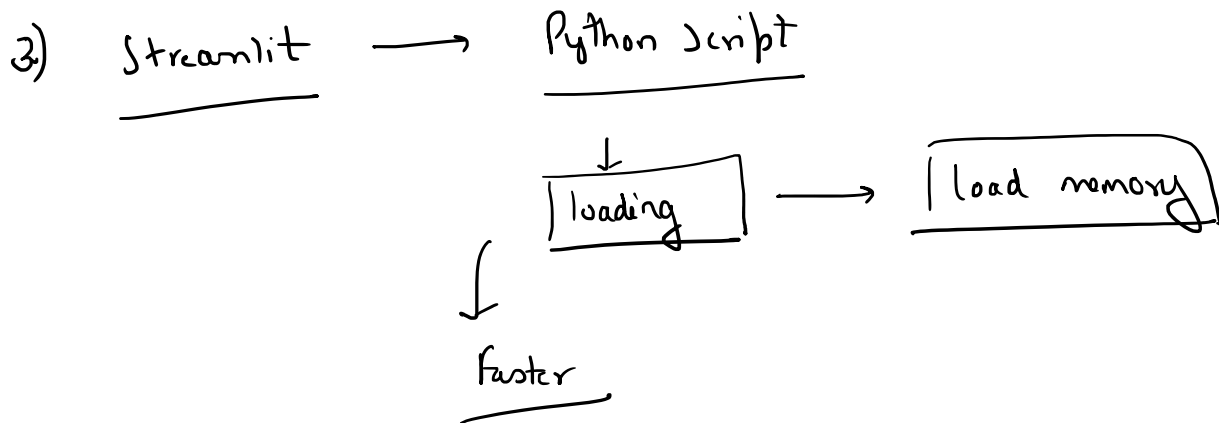 3) Streamlit → Python Script
↓
loading → load memory
↓
Faster